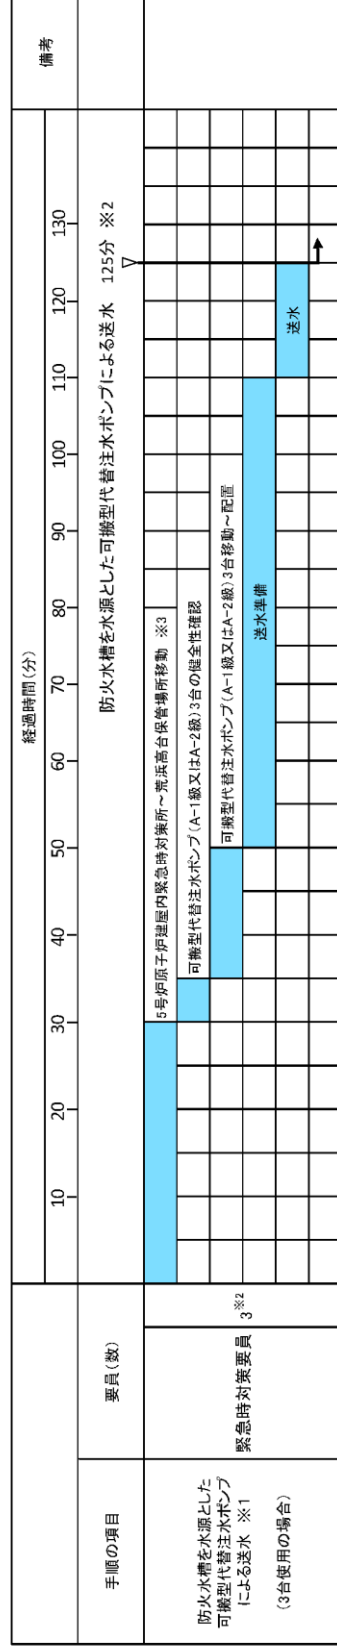 経過時間(分)
備考
10
20
30
40
50
60
70
80
90
100
110
120
130
手順の項目
要員(数)
防火水槽を水源とした可搬型代替注水ポンプによる送水 125分 ※2
防火水槽を水源とした
可搬型代替注水ポンプ
による送水 ※1
(3台使用の場合)
緊急時対策要員
3※2
5号炉原子炉建屋内緊急時対策所～荒浜高台保管場所移動 ※3
可搬型代替注水ポンプ(A-1級又はA-2級)3台の健全性確認
可搬型代替注水ポンプ(A-1級又はA-2級)3台移動～配置
送水準備
送水